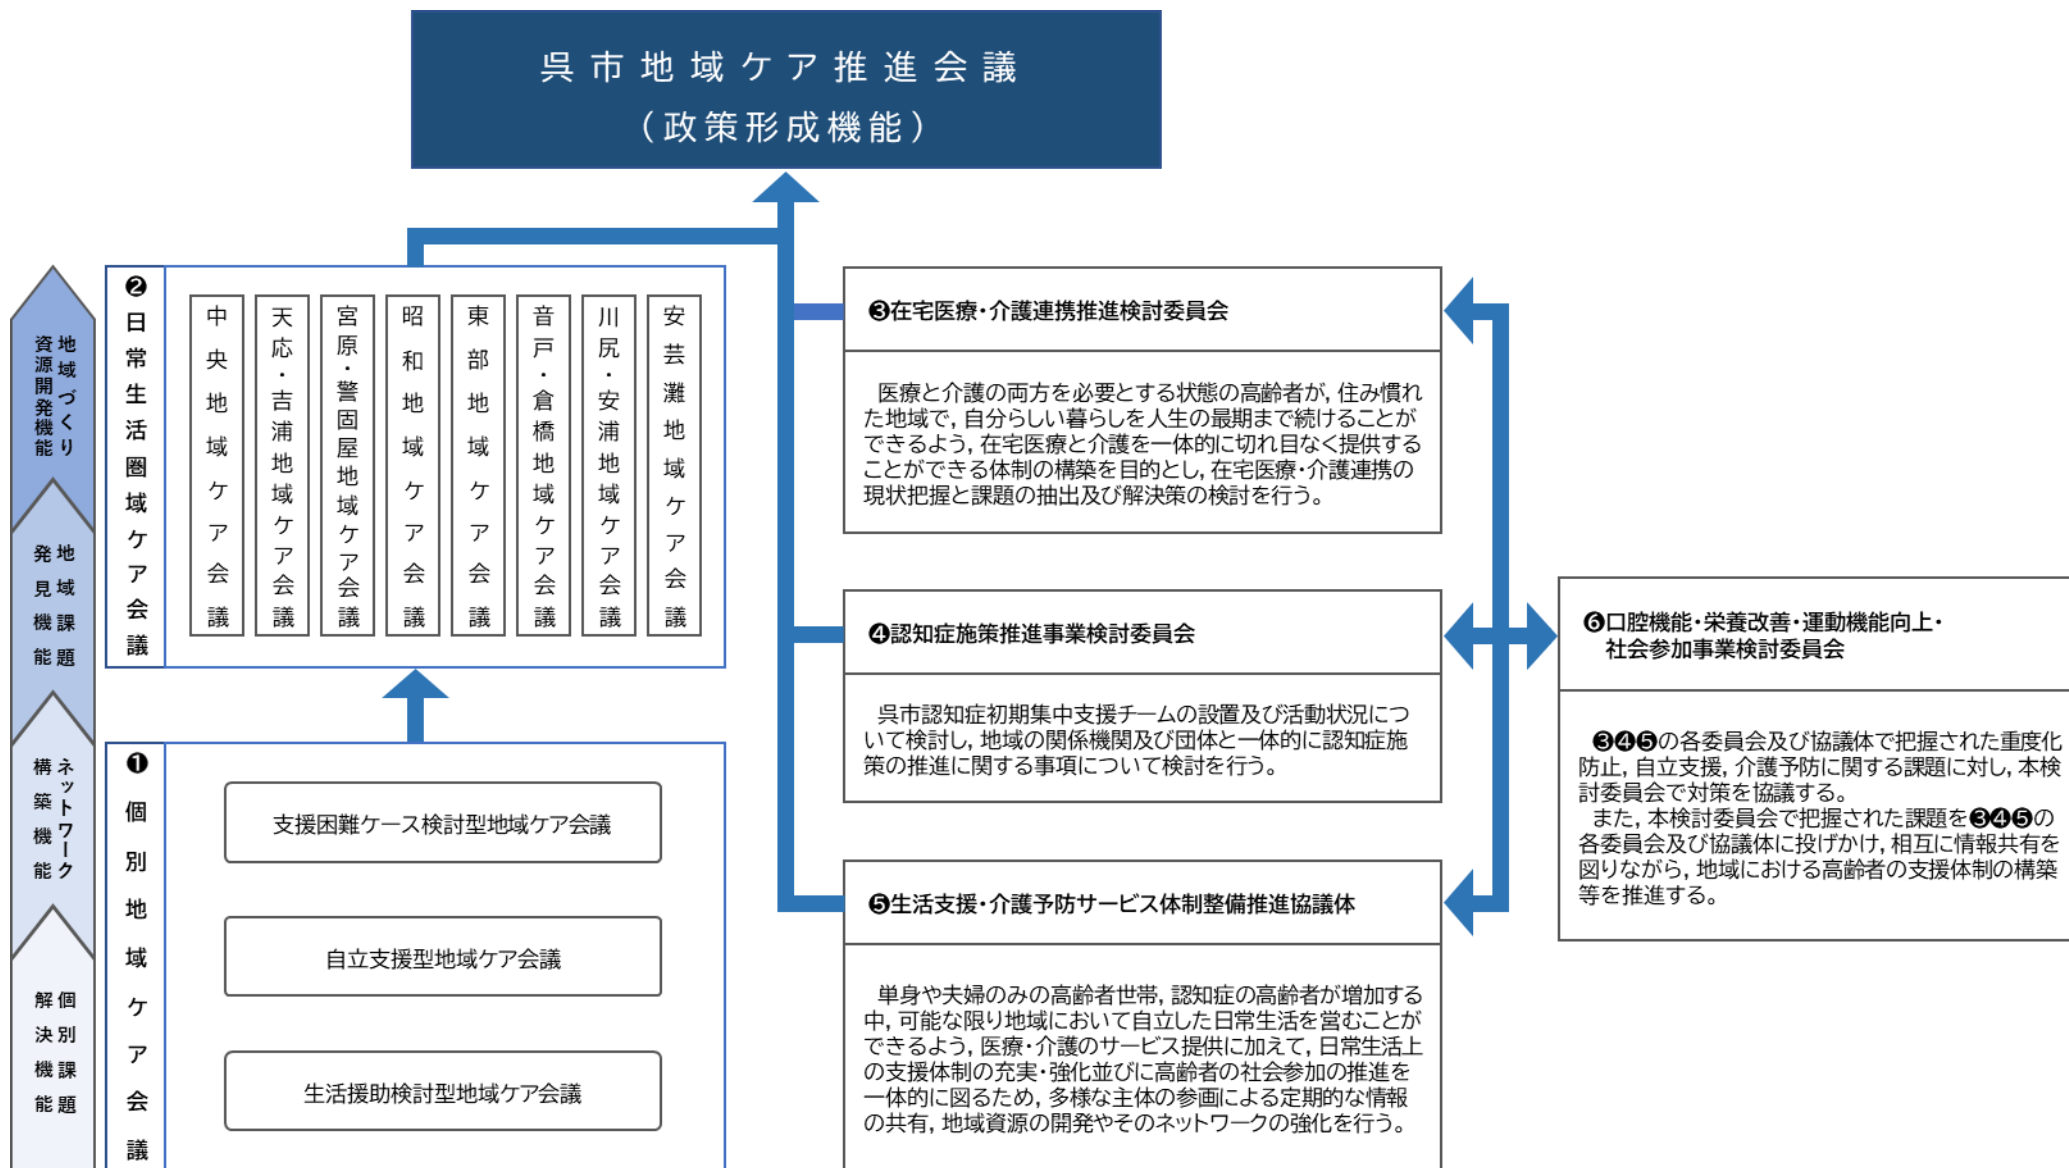 呉市地域ケア推進会議
（政策形成機能）
地域づくり
資源開発機能
地域課題
発見機能
ネットワーク
構築機能
個別課題
解決機能
❷日常生活圏域ケア会議
中央地域ケア会議
天応・吉浦地域ケア会議
宮原・警固屋地域ケア会議
昭和地域ケア会議
東部地域ケア会議
音戸・倉橋地域ケア会議
川尻・安浦地域ケア会議
安芸灘地域ケア会議
❶個別地域ケア会議
支援困難ケース検討型地域ケア会議
自立支援型地域ケア会議
生活援助検討型地域ケア会議
❸在宅医療・介護連携推進検討委員会
医療と介護の両方を必要とする状態の高齢者が，住み慣れ
た地域で，自分らしい暮らしを人生の最期まで続けることが
できるよう，在宅医療と介護を一体的に切れ目なく提供する
ことができる体制の構築を目的とし，在宅医療・介護連携の
現状把握と課題の抽出及び解決策の検討を行う。
❹認知症施策推進事業検討委員会
呉市認知症初期集中支援チームの設置及び活動状況につ
いて検討し，地域の関係機関及び団体と一体的に認知症施
策の推進に関する事項について検討を行う。
❺生活支援・介護予防サービス体制整備推進協議体
単身や夫婦のみの高齢者世帯，認知症の高齢者が増加する
中，可能な限り地域において自立した日常生活を営むことが
できるよう，医療・介護のサービス提供に加えて，日常生活上
の支援体制の充実・強化並びに高齢者の社会参加の推進を
一体的に図るため，多様な主体の参画による定期的な情報
の共有，地域資源の開発やそのネットワークの強化を行う。
❻口腔機能・栄養改善・運動機能向上・
社会参加事業検討委員会
❸❹❺の各委員会及び協議体で把握された重度化
防止，自立支援，介護予防に関する課題に対し，本検
討委員会で対策を協議する。
また，本検討委員会で把握された課題を❸❹❺の
各委員会及び協議体に投げかけ，相互に情報共有を
図りながら，地域における高齢者の支援体制の構築
等を推進する。